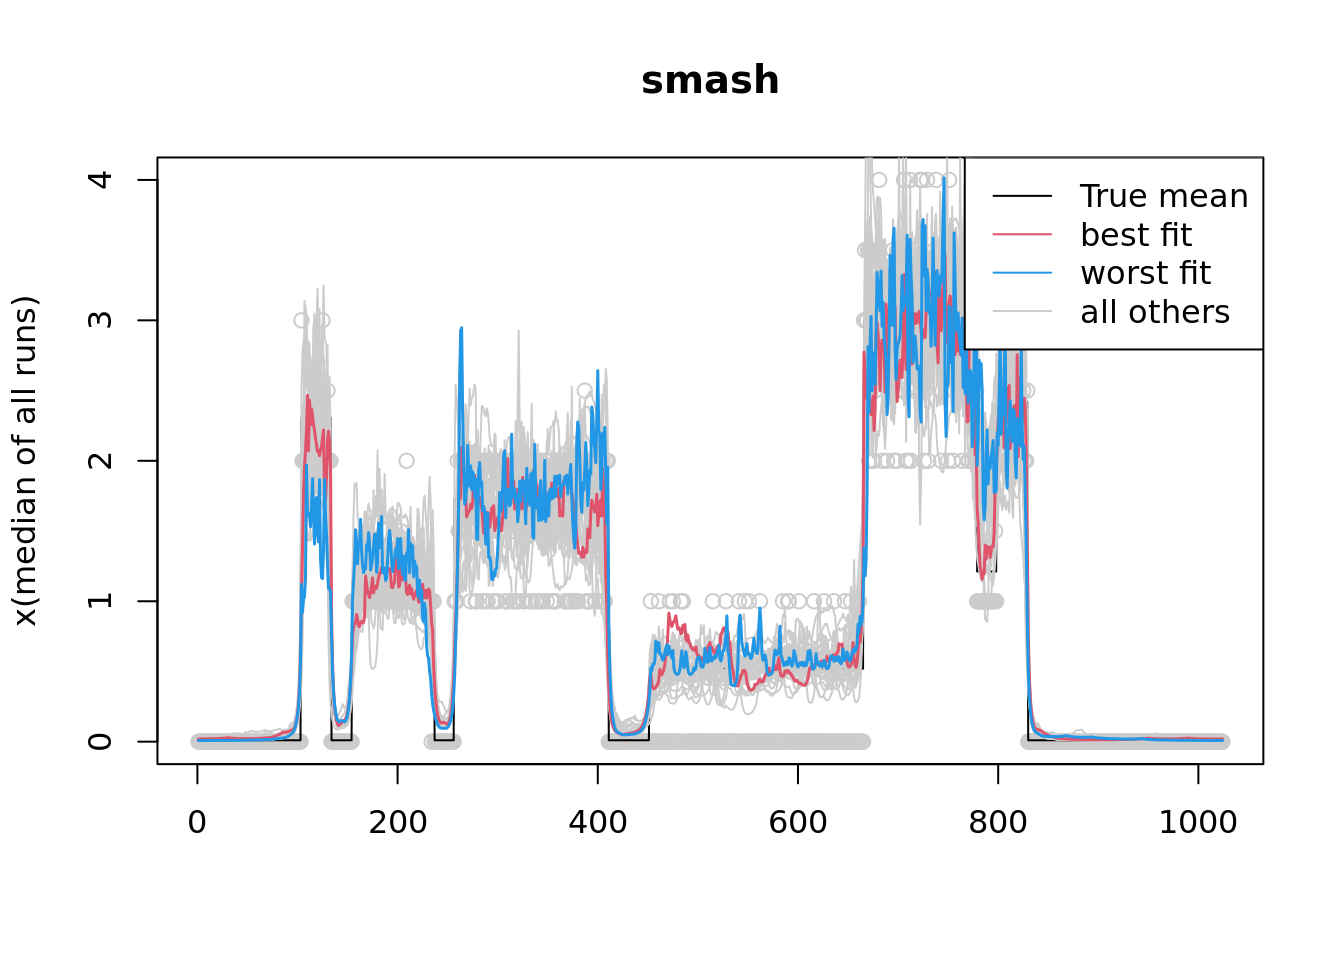 smash
x(median of all runs)
4
3
2
1
0
True mean
best fit
worst fit
all others
0 200 400 600 800 1000